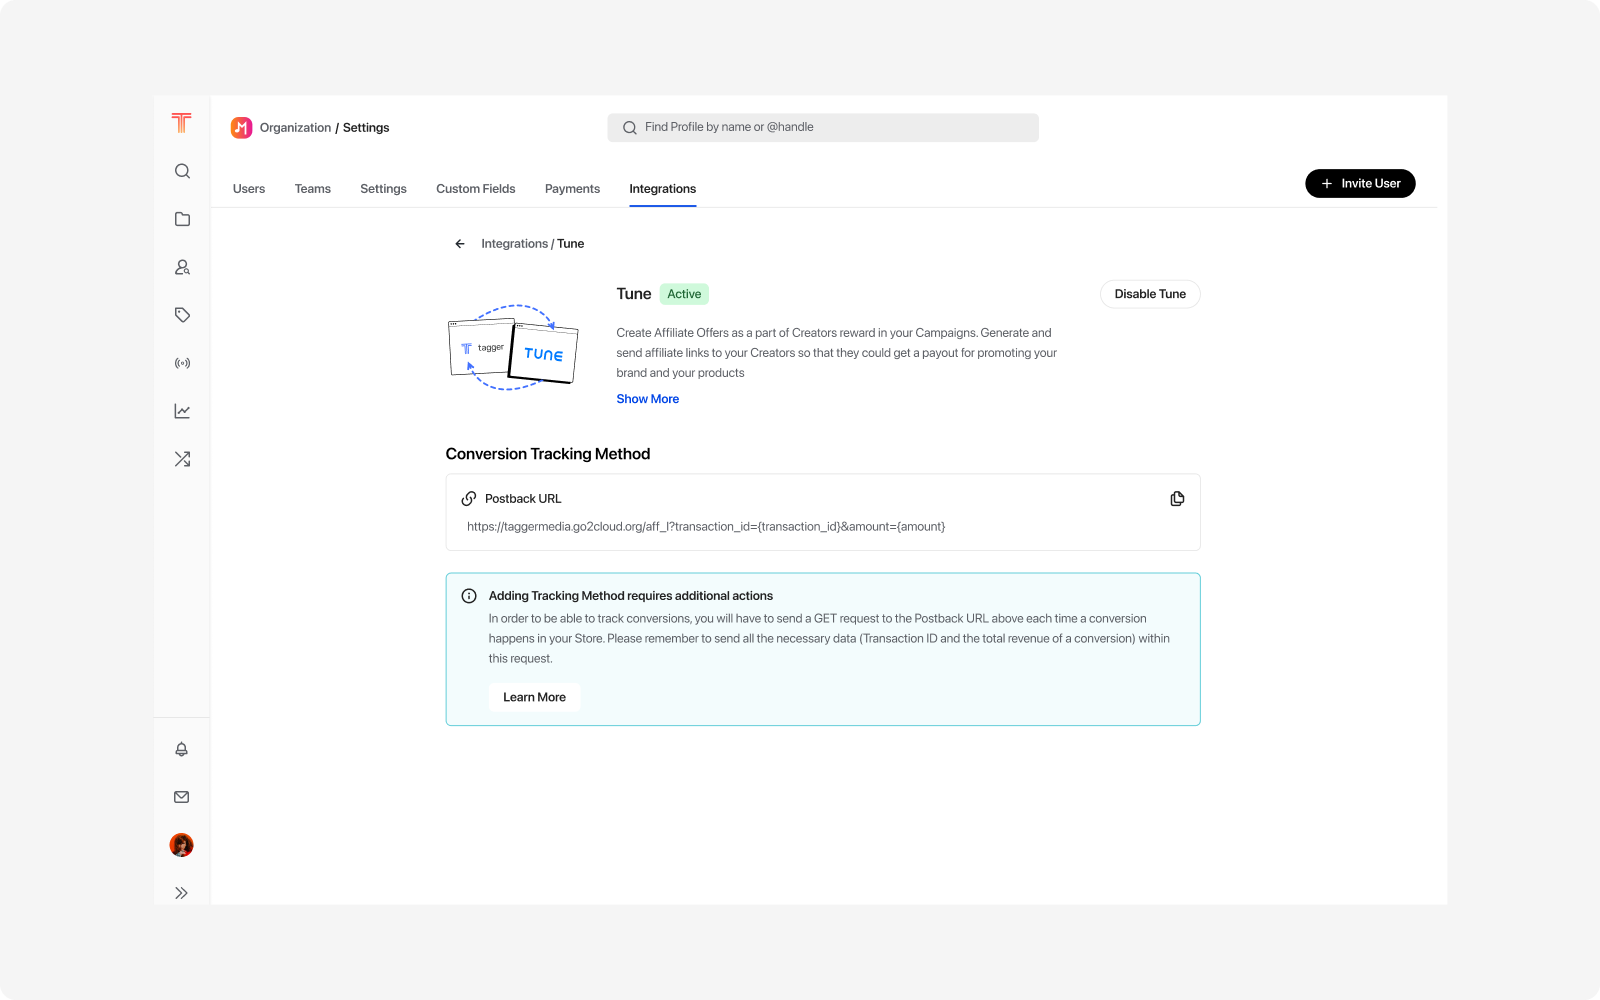 Organization / Settings
Find Profile by name or @handle
Users
Teams
Settings
Custom Fields
Payments
Integrations
+ Invite User
Integrations / Tune
tagger
TUNE
Tune
Active
Disable Tune
Create Affiliate Offers as a part of Creators reward in your Campaigns. Generate and
send affiliate links to your Creators so that they could get a payout for promoting your
brand and your products
Show More
Conversion Tracking Method
Postback URL
https://taggermedia.go2cloud.org/aff_l?transaction_id={transaction_id}&amount={amount}
Adding Tracking Method requires additional actions
In order to be able to track conversions, you will have to send a GET request to the Postback URL above each time a conversion
happens in your Store. Please remember to send all the necessary data (Transaction ID and the total revenue of a conversion) within
this request.
Learn More